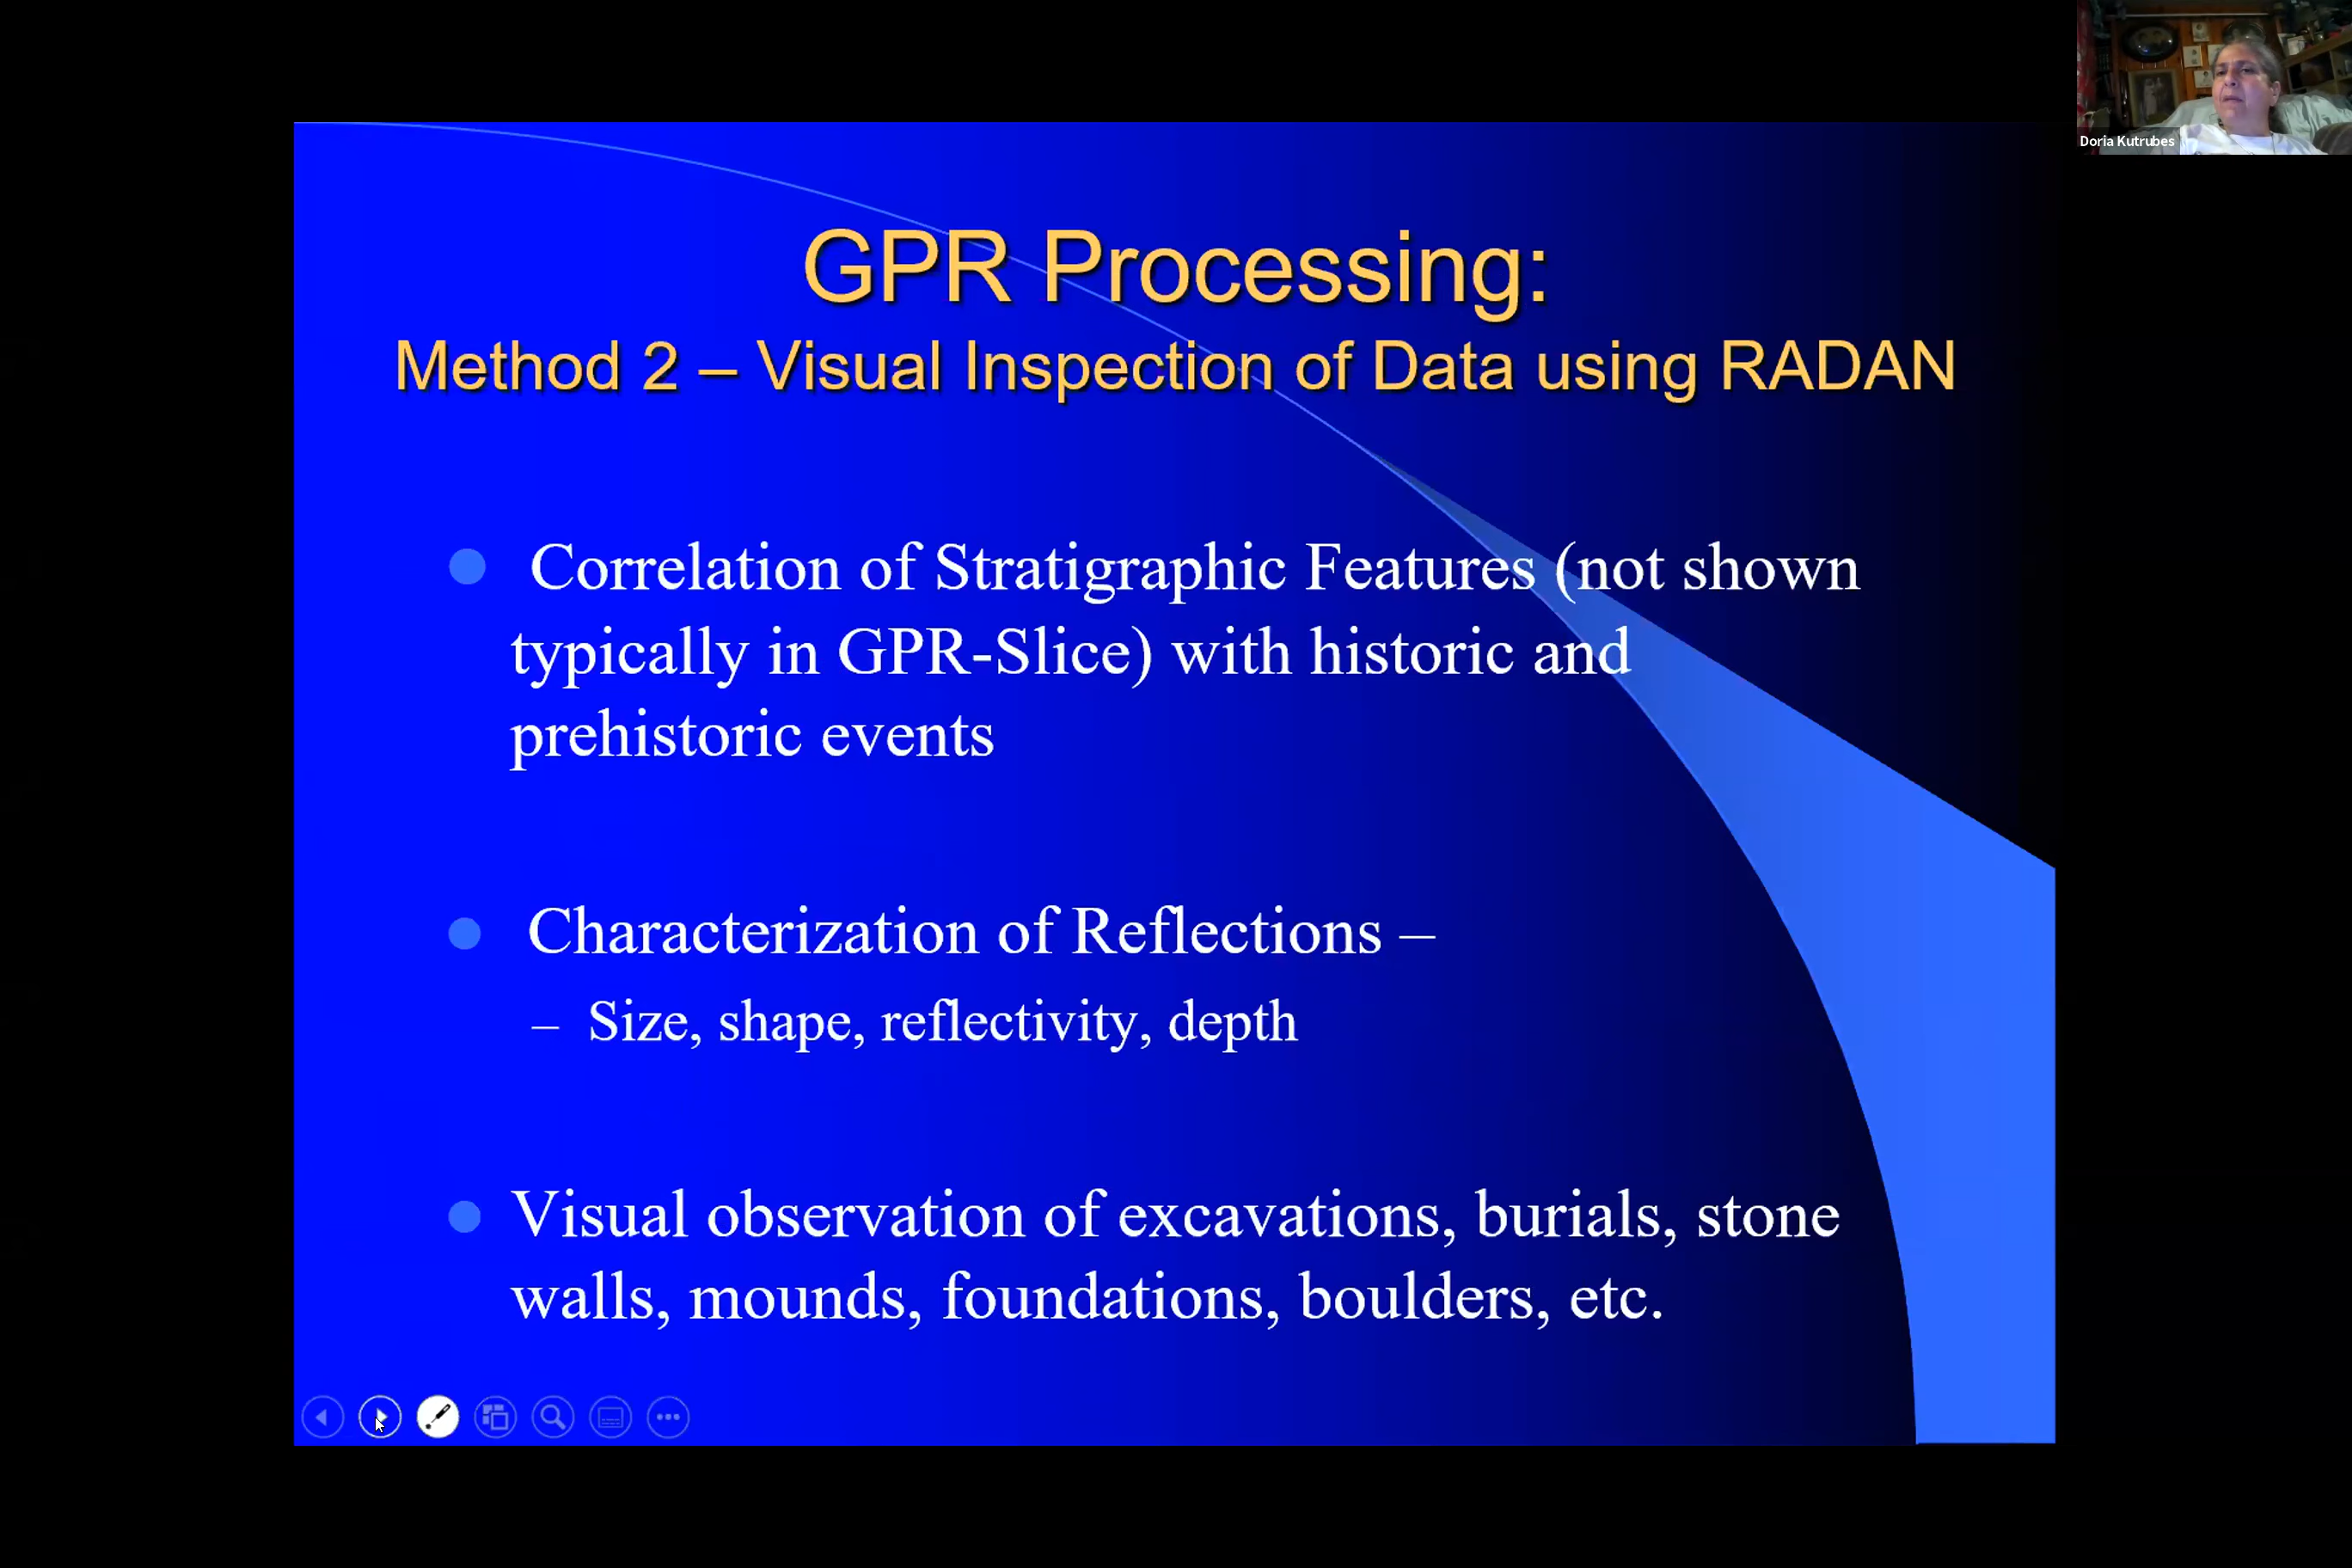 Doria Kutrubes
GPR Processing:
Method 2 – Visual Inspection of Data using RADAN
Correlation of Stratigraphic Features (not shown
typically in GPR-Slice) with historic and
prehistoric events
Characterization of Reflections –
– Size, shape, reflectivity, depth
Visual observation of excavations, burials, stone
walls, mounds, foundations, boulders, etc.